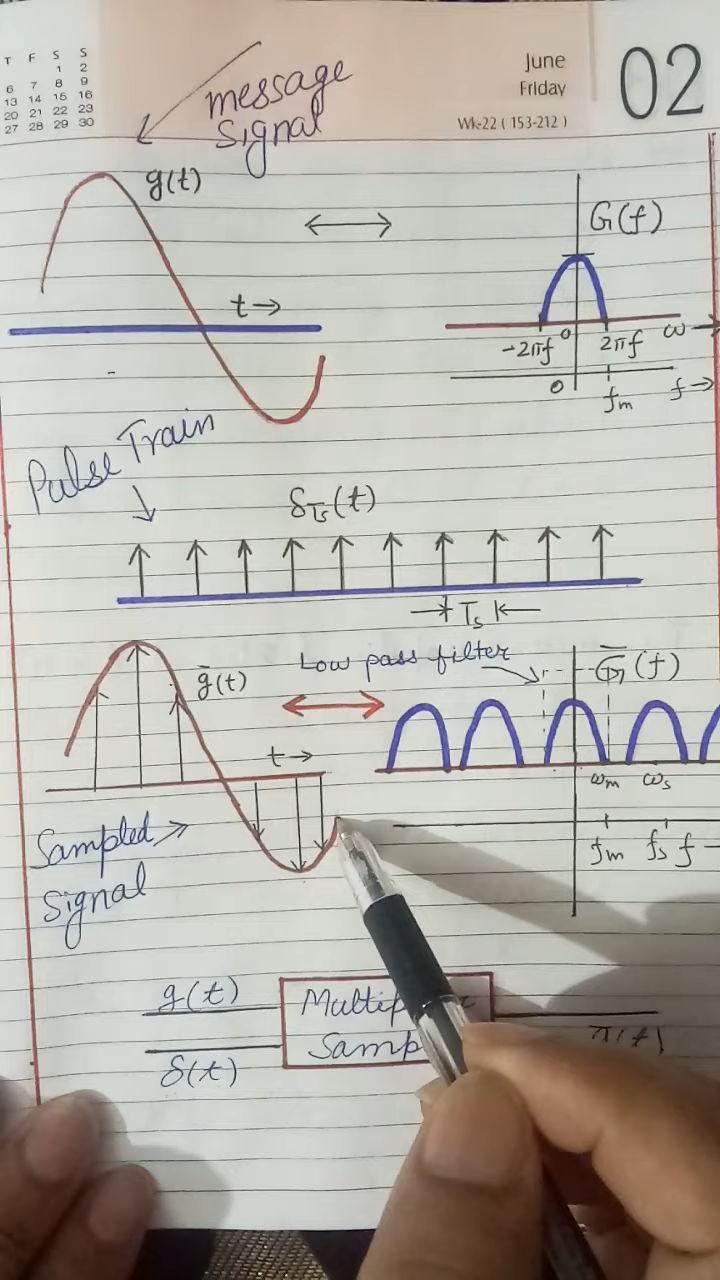 T F S S
1 2
6 7 8 9
13 14 15 16
20 21 22 23
27 28 29 30
June
Friday
Wk-22 ( 153-212 )
02
message
signal
g(t)
G(f)
t→
-2πf 0 2πf ω
0 fm f→
Pulse Train
δTs(t)
Ts
Low pass filter
g̅(t)
G̅(f)
t→
ωm ωs
fm fs f
Sampled
Signal
g(t)
δ(t)